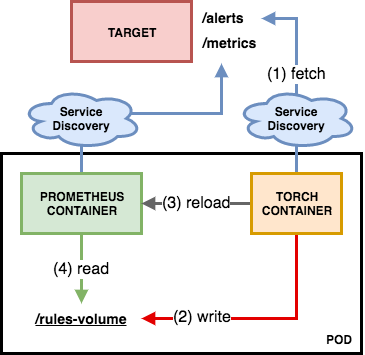 TARGET
/alerts
/metrics
(1) fetch
Service
Discovery
Service
Discovery
PROMETHEUS
CONTAINER
(3) reload
TORCH
CONTAINER
(4) read
/rules-volume
(2) write
POD